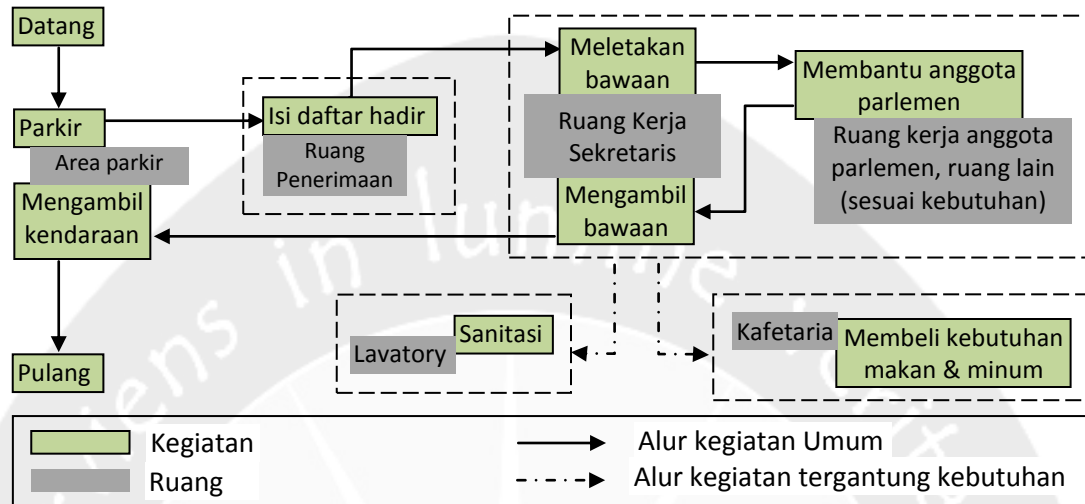 Datang
Parkir
Area parkir
Mengambil
kendaraan
Pulang
Isi daftar hadir
Ruang
Penerimaan
Meletakan
bawaan
Ruang Kerja
Sekretaris
Mengambil
bawaan
Membantu anggota
parlemen
Ruang kerja anggota
parlemen, ruang lain
(sesuai kebutuhan)
Sanitasi
Lavatory
Kafetaria
Membeli kebutuhan
makan & minum
Kegiatan
Ruang
Alur kegiatan Umum
Alur kegiatan tergantung kebutuhan